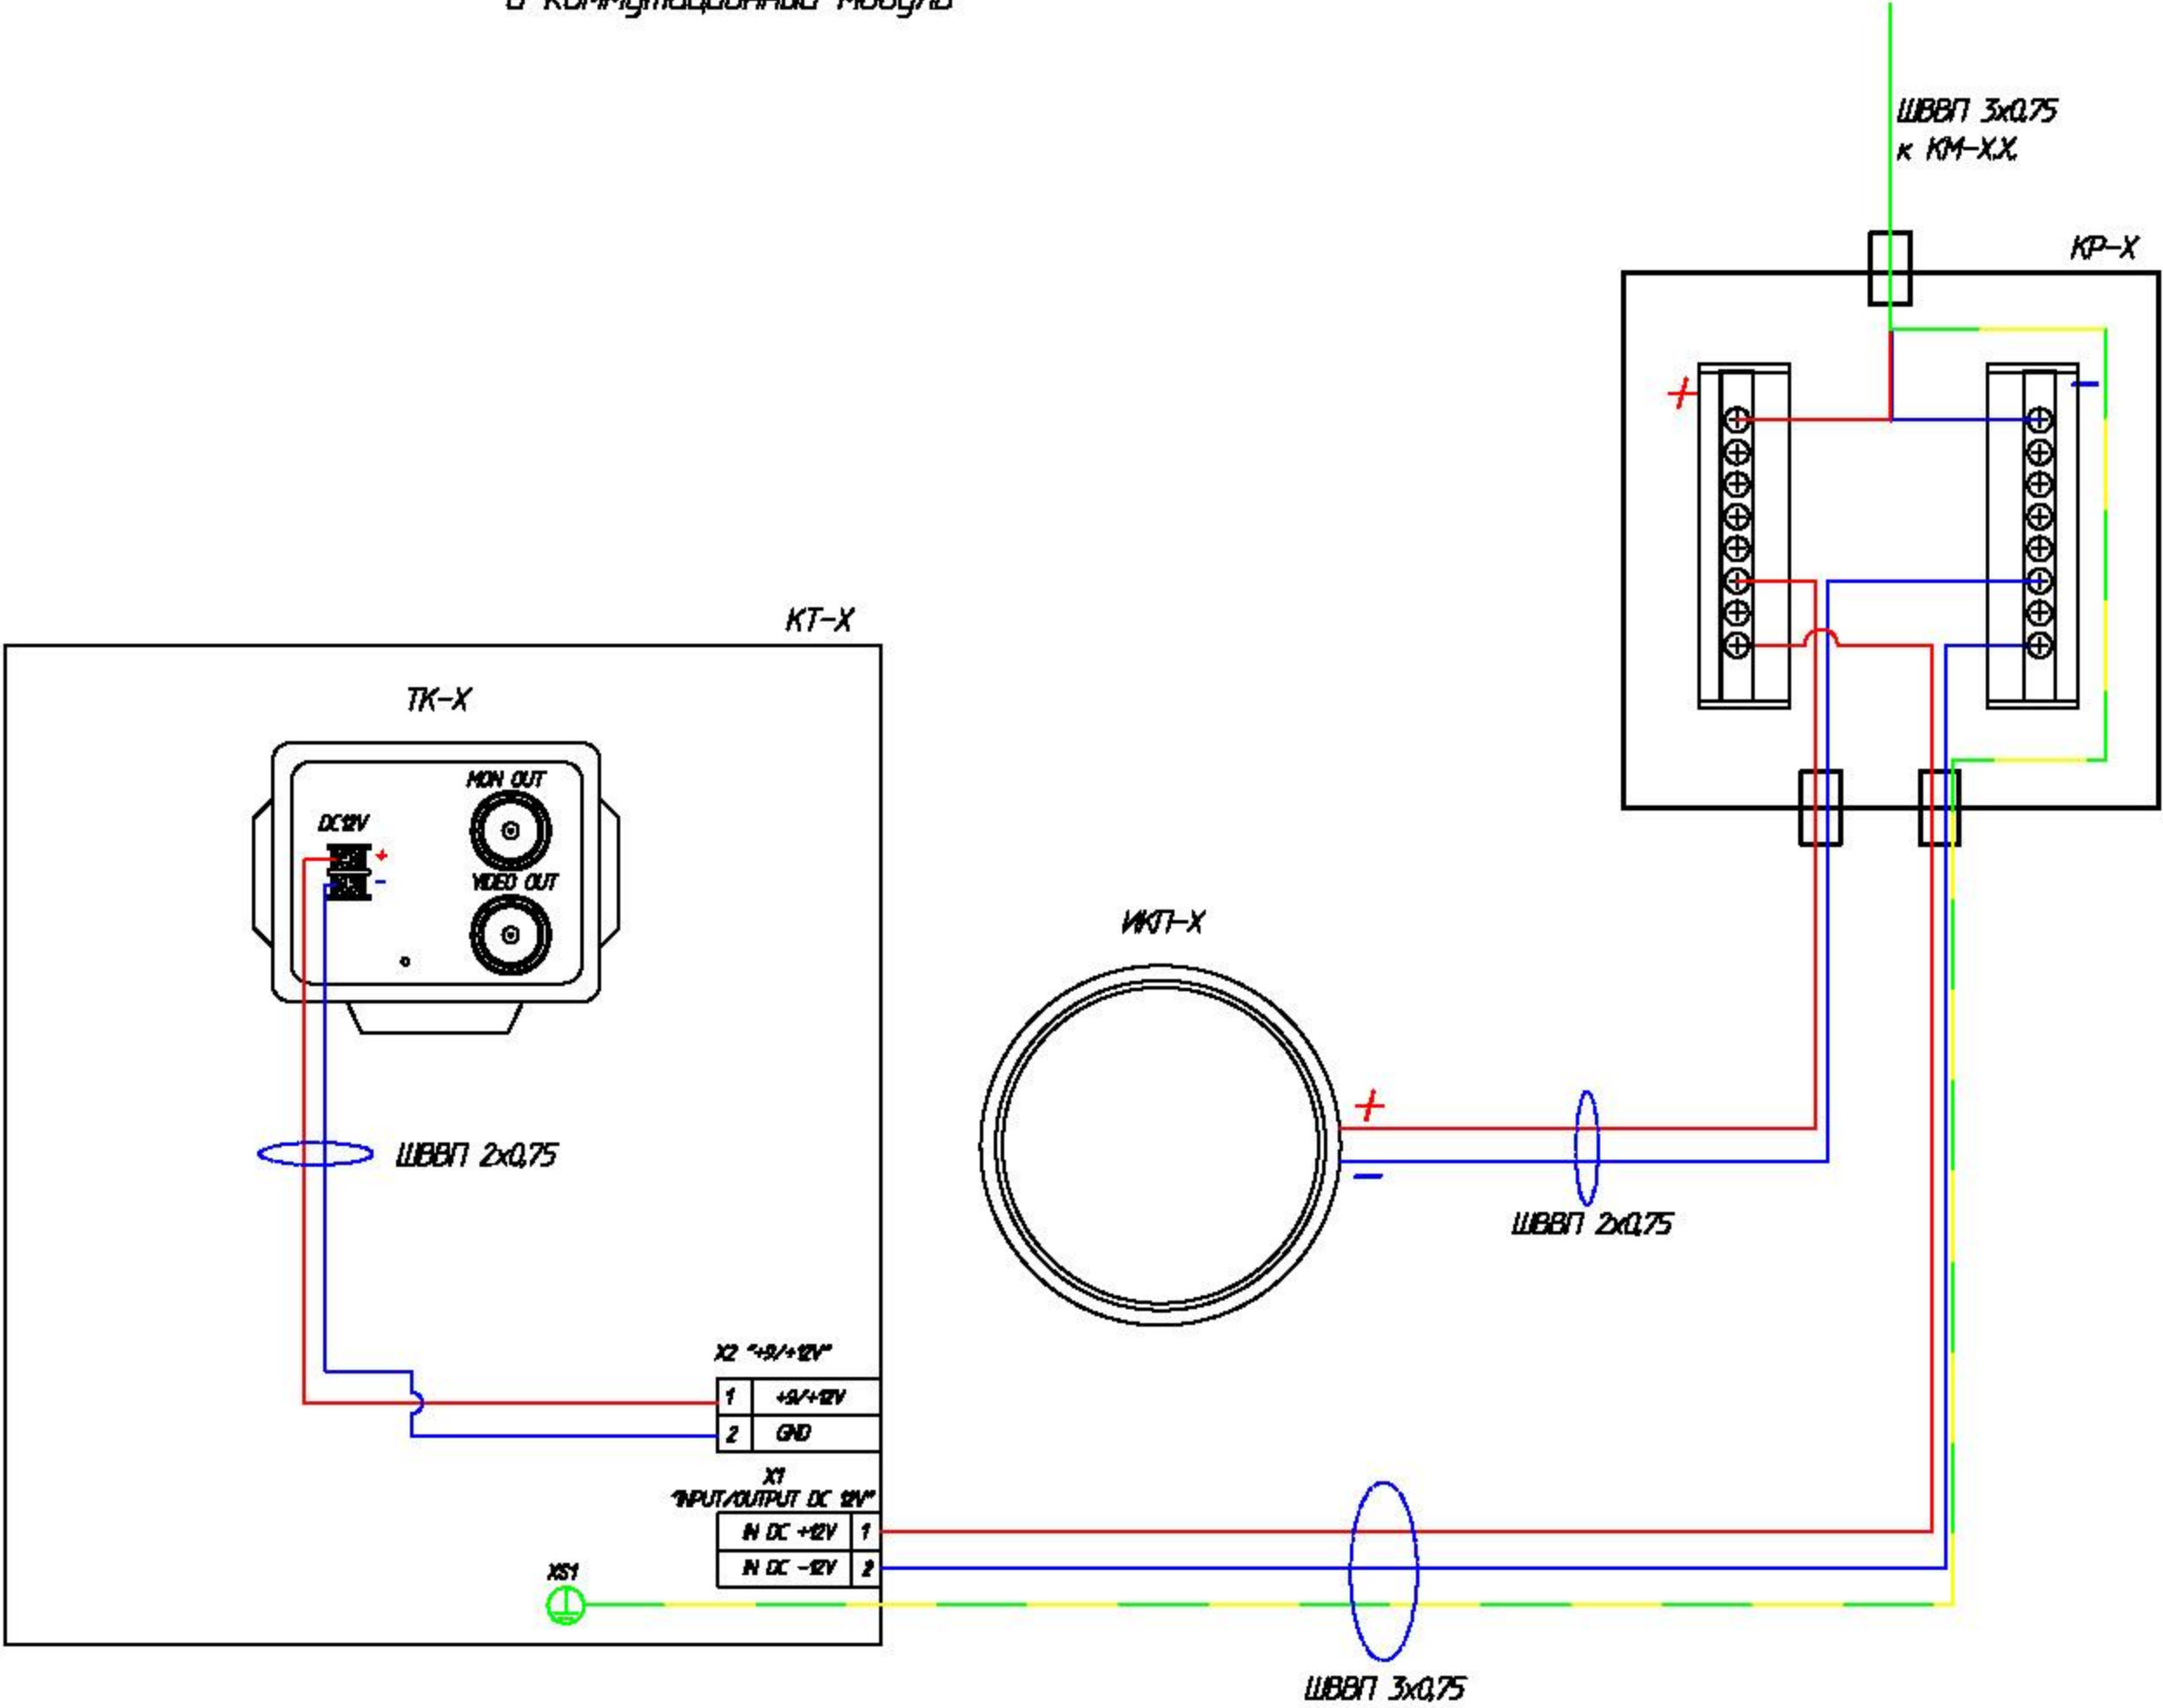 в коммутационный модуль
ШВВП 3х0,75
к КМ-Х.Х.
КР-Х
+
-
КТ-Х
ТК-Х
MON OUT
DC12V
+
-
VIDEO OUT
ИКП-Х
+
-
ШВВП 2х0,75
ШВВП 2х0,75
X2 "+9/+12V"
1 +9/+12V
2 GND
X1
"INPUT/OUTPUT DC 12V"
IN DC +12V 1
IN DC -12V 2
XS1
ШВВП 3х0,75